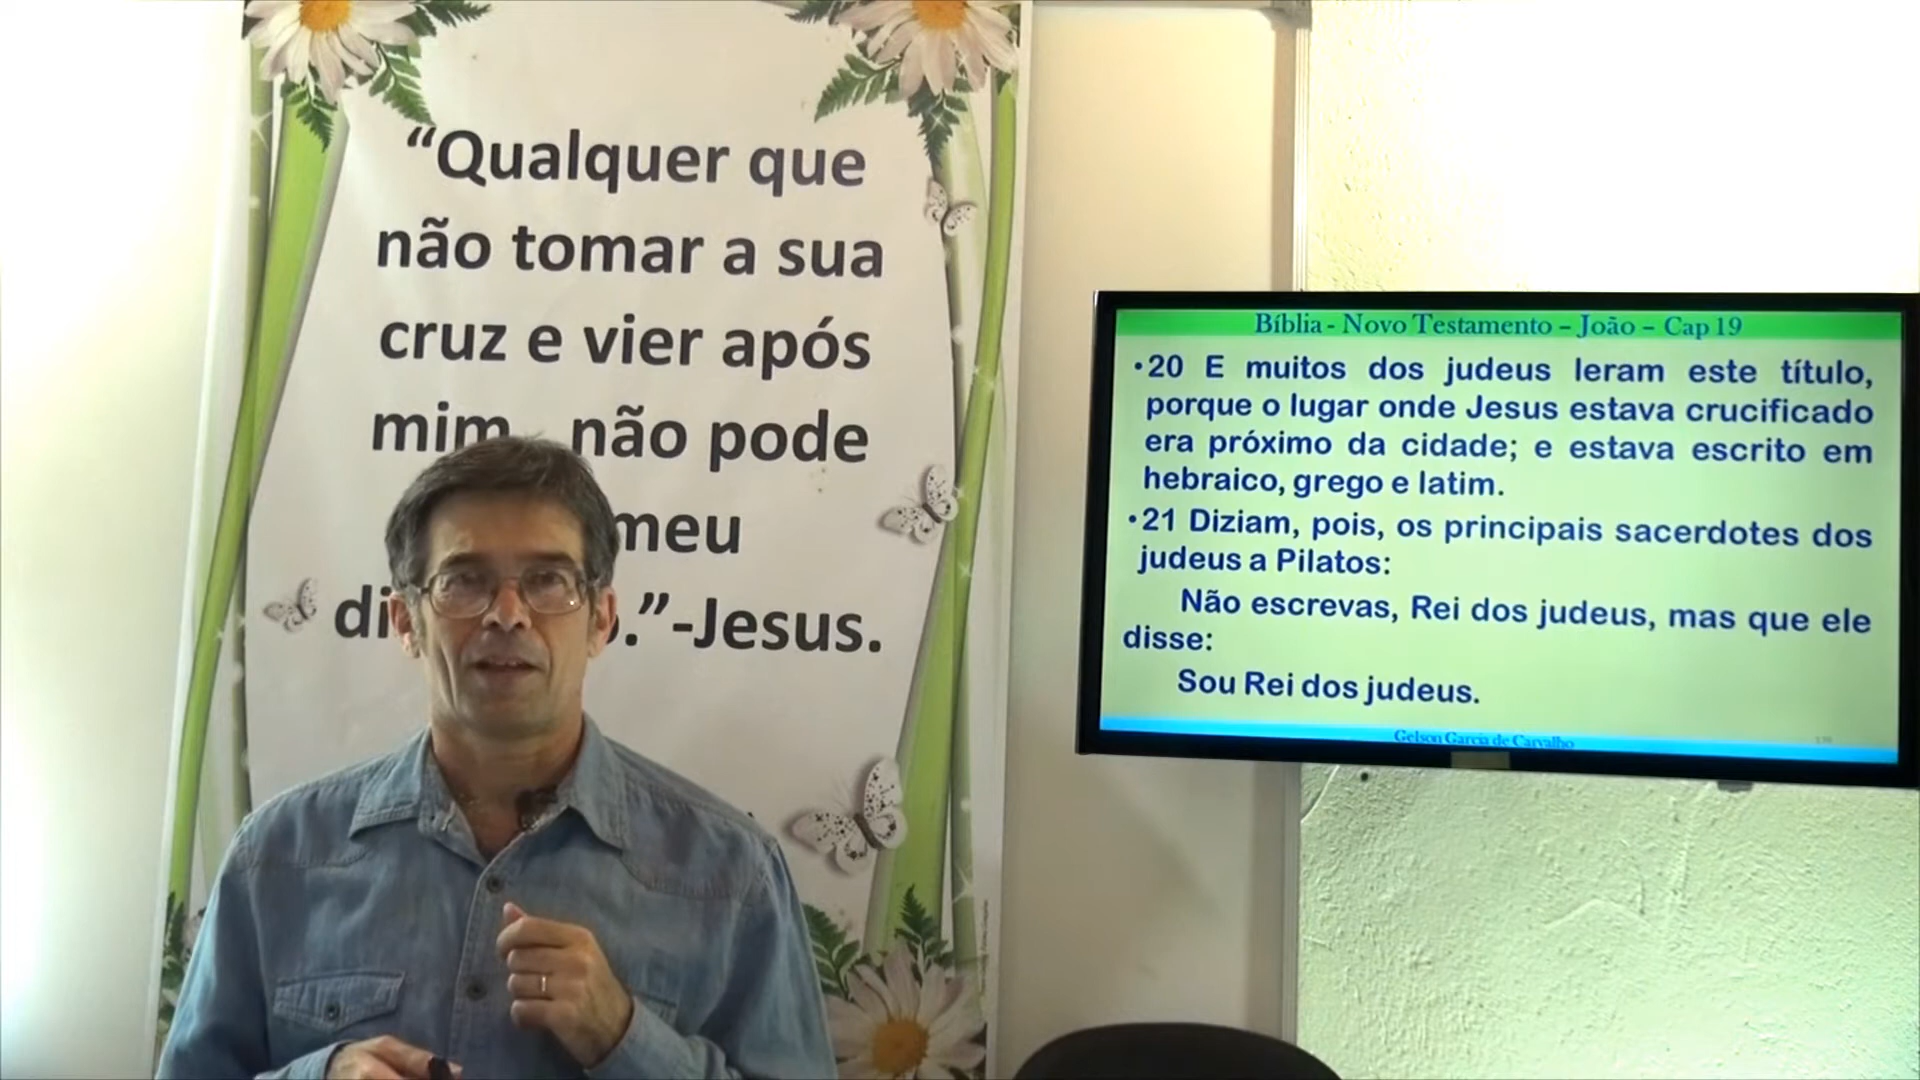 “Qualquer que
não tomar a sua
cruz e vier após
mim não pode
meu
.”-Jesus.
Bíblia - Novo Testamento – João – Cap 19
•20 E muitos dos judeus leram este título,
porque o lugar onde Jesus estava crucificado
era próximo da cidade; e estava escrito em
hebraico, grego e latim.
•21 Diziam, pois, os principais sacerdotes dos
judeus a Pilatos:
Não escrevas, Rei dos judeus, mas que ele
disse:
Sou Rei dos judeus.
Gelson Garcia de Carvalho